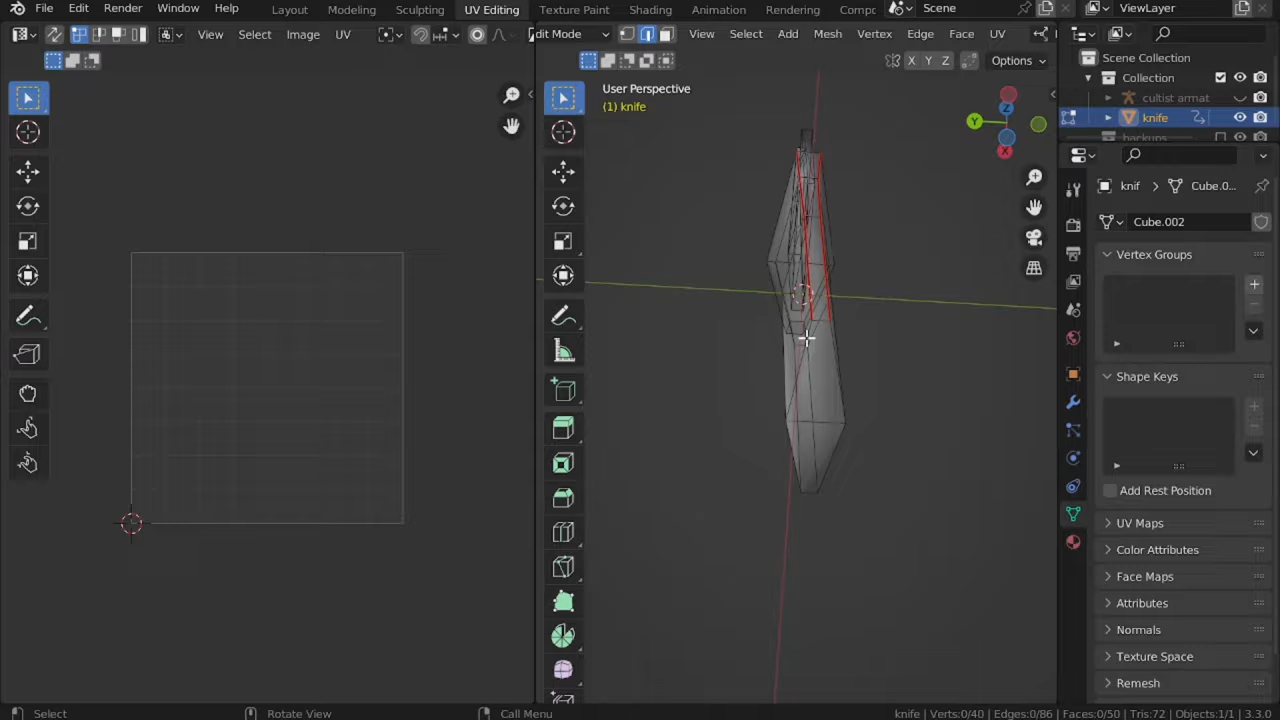 File Edit Render Window Help Layout Modeling Sculpting UV Editing Texture Paint Shading Animation Rendering Compc Scene ViewLayer
View Select Image UV
dit Mode View Select Add Mesh Vertex Edge Face UV
X Y Z Options
User Perspective
(1) knife
Z
Y
X
Scene Collection
Collection
cultist armat
knife
backups
knif Cube.0...
Cube.002
Vertex Groups
Shape Keys
Add Rest Position
UV Maps
Color Attributes
Face Maps
Attributes
Normals
Texture Space
Remesh
Select Rotate View Call Menu knife | Verts:0/40 | Edges:0/86 | Faces:0/50 | Tris:72 | Objects:1/1 | 3.3.0